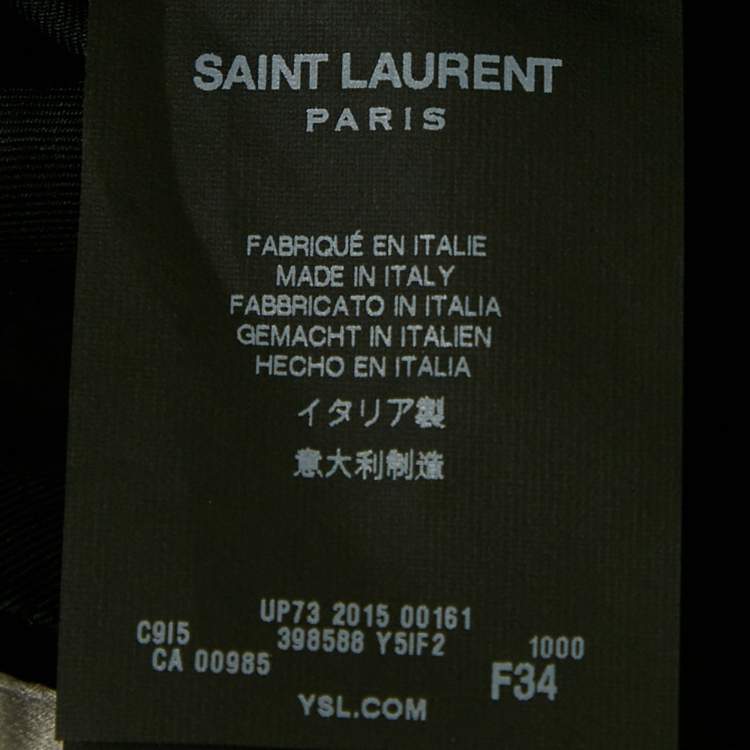 SAINT LAURENT
PARIS
FABRIQUÉ EN ITALIE
MADE IN ITALY
FABBRICATO IN ITALIA
GEMACHT IN ITALIEN
HECHO EN ITALIA
イタリア製
意大利制造
UP73 2015 00161
C9I5 398588 Y5IF2 1000
CA 00985 F34
YSL.COM